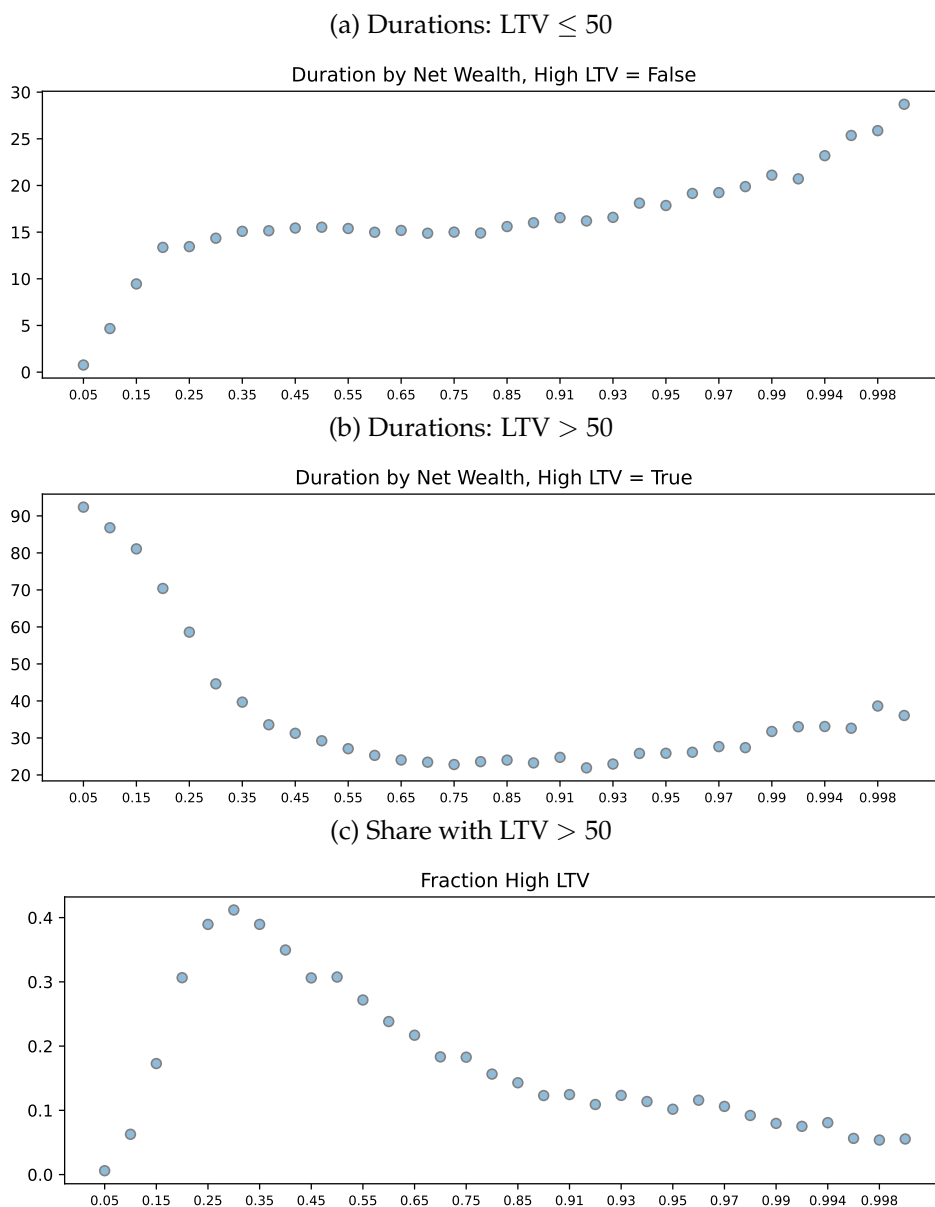 (a) Durations: LTV ≤ 50
Duration by Net Wealth, High LTV = False
30
25
20
15
10
5
0
0.05 0.15 0.25 0.35 0.45 0.55 0.65 0.75 0.85 0.91 0.93 0.95 0.97 0.99 0.994 0.998
(b) Durations: LTV > 50
Duration by Net Wealth, High LTV = True
90
80
70
60
50
40
30
20
0.05 0.15 0.25 0.35 0.45 0.55 0.65 0.75 0.85 0.91 0.93 0.95 0.97 0.99 0.994 0.998
(c) Share with LTV > 50
Fraction High LTV
0.4
0.3
0.2
0.1
0.0
0.05 0.15 0.25 0.35 0.45 0.55 0.65 0.75 0.85 0.91 0.93 0.95 0.97 0.99 0.994 0.998